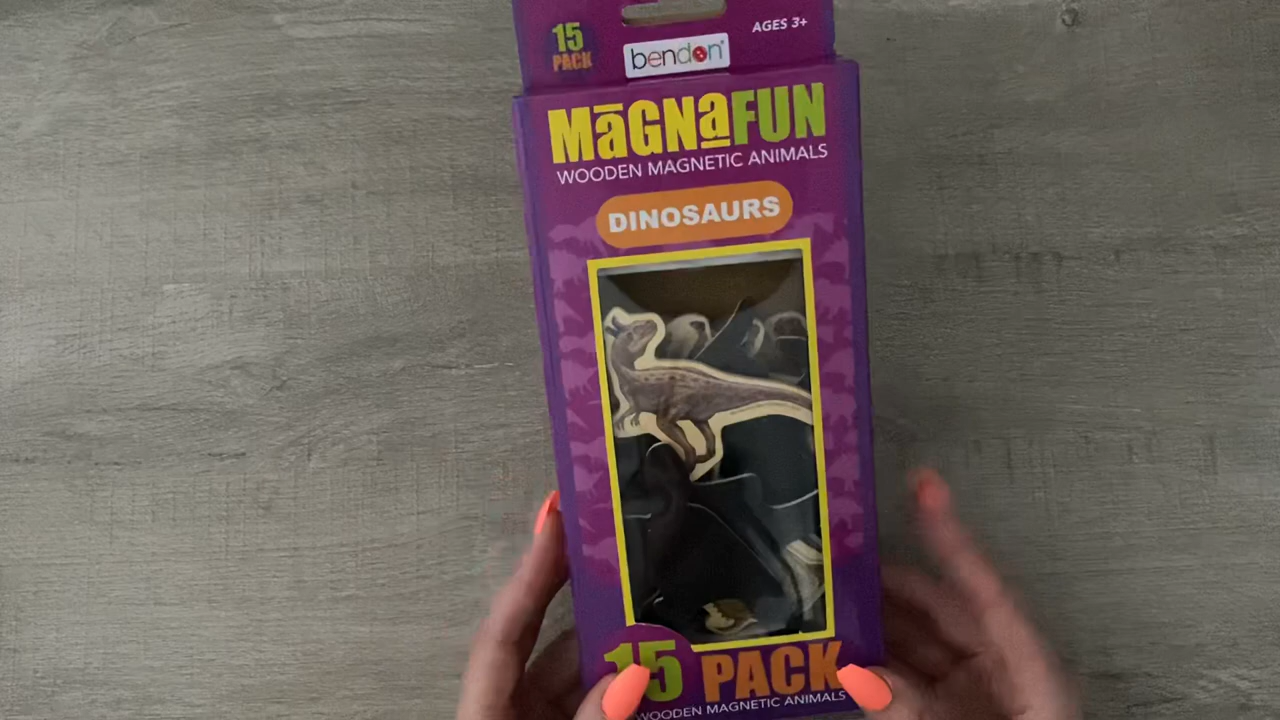 15
PACK
bendon
AGES 3+
MāGNaFUN
WOODEN MAGNETIC ANIMALS
DINOSAURS
15 PACK
WOODEN MAGNETIC ANIMALS